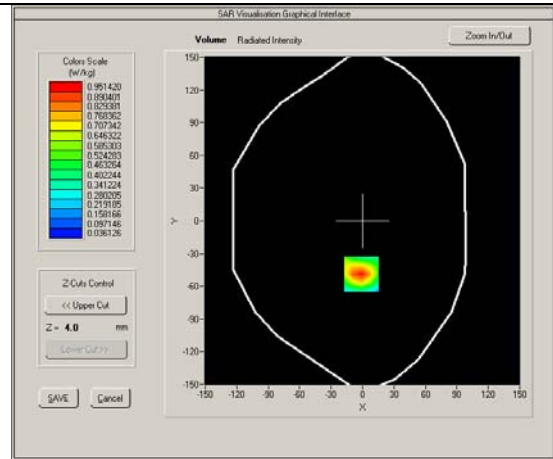 SAR Visualisation Graphical Interface
Volume Radiated Intensity
Zoom In/Out
Colors Scale
(W/kg)
0.951420
0.890401
0.829381
0.768362
0.707342
0.646322
0.585303
0.524283
0.463264
0.402244
0.341224
0.280205
0.219185
0.158166
0.097146
0.036126
Z-Cuts Control
<< Upper Cut
Z = 4.0 mm
Lower Cut >>
SAVE Cancel
150
120
90
60
30
0
-30
-60
-90
-120
-150
Y
-150 -120 -90 -60 -30 0 30 60 90 120 150
X